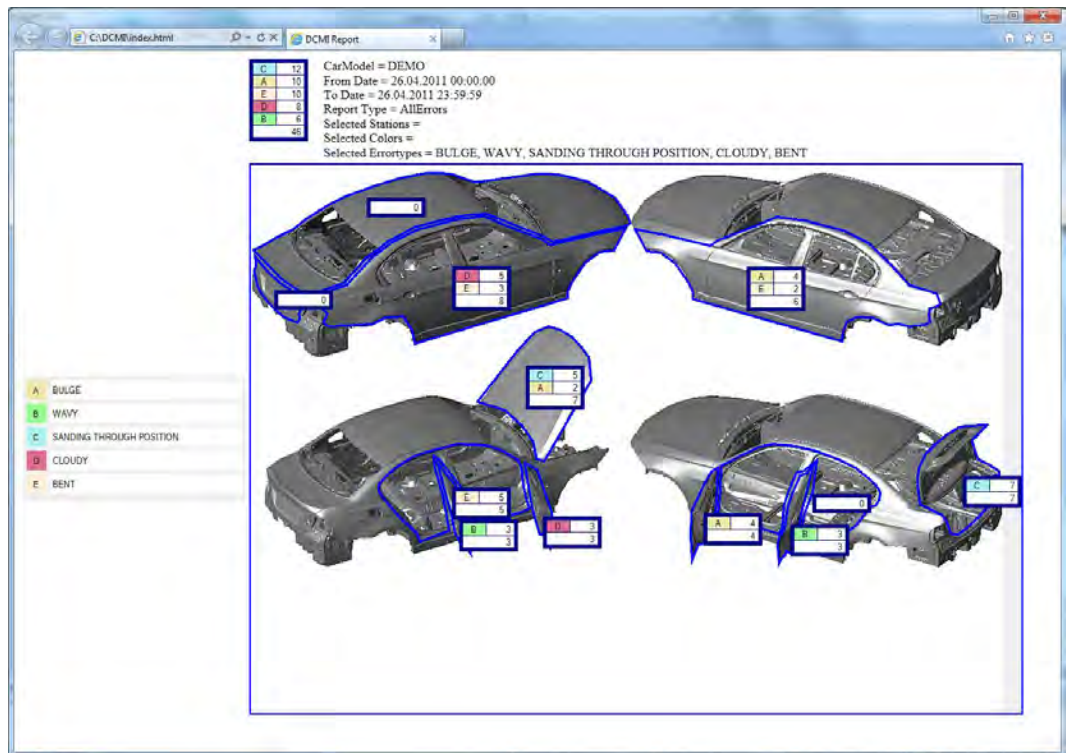 C:\DCMI\index.html
DCMI Report
C 12
A 10
E 10
D 8
B 6
46
CarModel = DEMO
From Date = 26.04.2011 00:00:00
To Date = 26.04.2011 23:59:59
Report Type = AllErrors
Selected Stations =
Selected Colors =
Selected Errortypes = BULGE, WAVY, SANDING THROUGH POSITION, CLOUDY, BENT
0
0
D 5
E 3
8
A 4
E 2
6
C 5
A 2
7
A BULGE
B WAVY
C SANDING THROUGH POSITION
D CLOUDY
E BENT
E 5
5
B 3
3
D 3
3
A 4
4
B 3
3
0
C 7
7